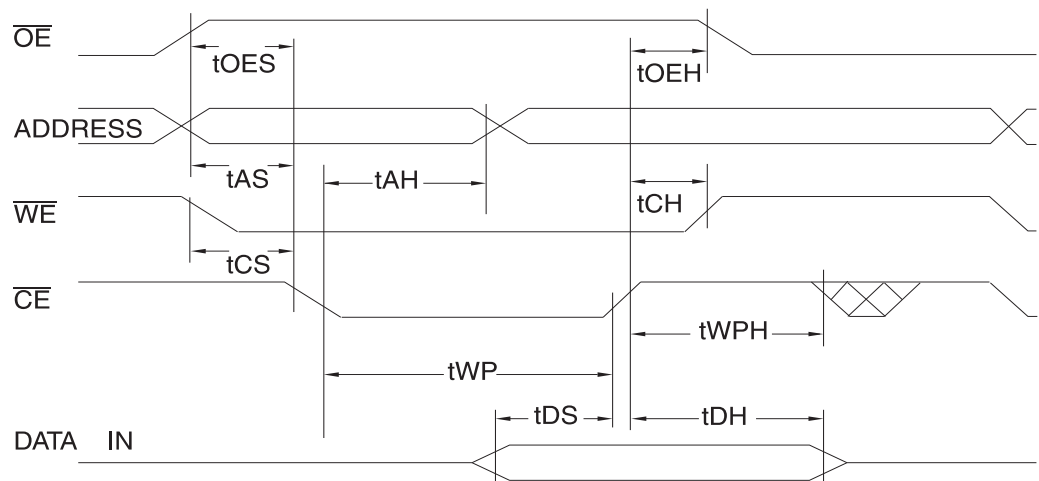 OE
tOES
tOEH
ADDRESS
tAS
tAH
tCH
WE
tCS
CE
tWPH
tWP
tDS
tDH
DATA IN